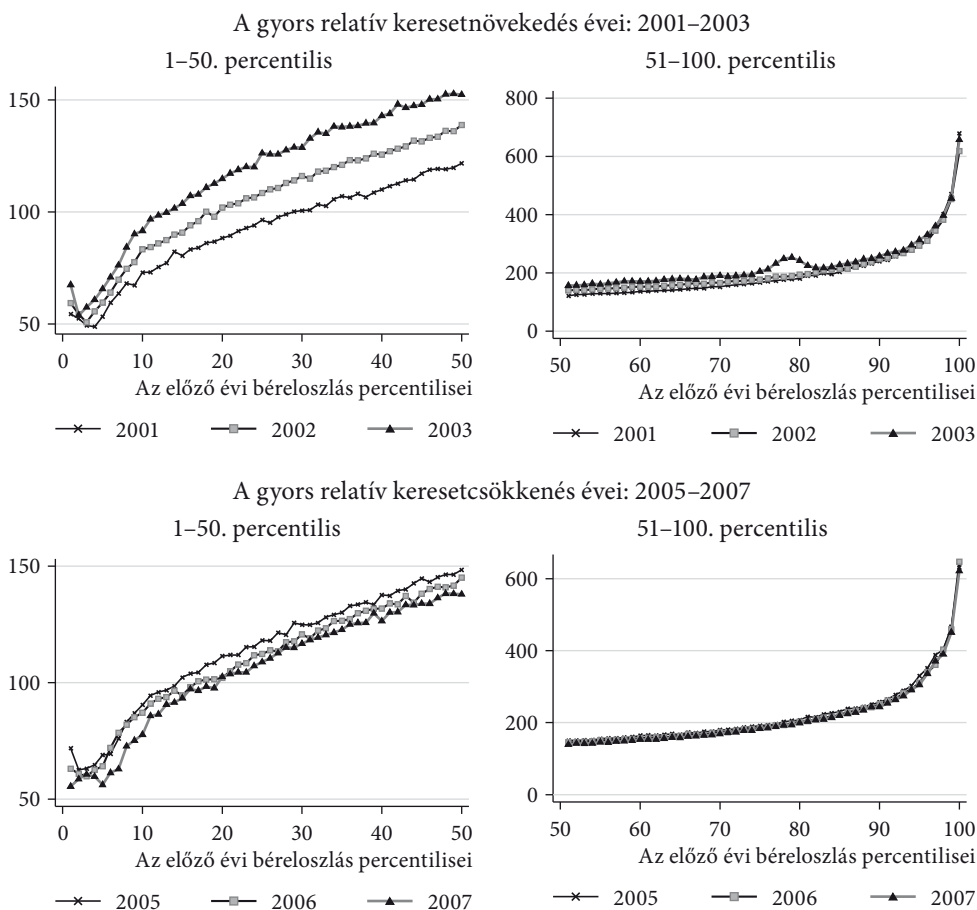 A gyors relatív keresetnövekedés évei: 2001–2003
1–50. percentilis
51–100. percentilis
150
100
50
0 10 20 30 40 50
Az előző évi béreloszlás percentilisei
2001 2002 2003
800
600
400
200
0
50 60 70 80 90 100
Az előző évi béreloszlás percentilisei
2001 2002 2003
A gyors relatív keresetcsökkenés évei: 2005–2007
1–50. percentilis
51–100. percentilis
150
100
50
0 10 20 30 40 50
Az előző évi béreloszlás percentilisei
2005 2006 2007
600
400
200
0
50 60 70 80 90 100
Az előző évi béreloszlás percentilisei
2005 2006 2007